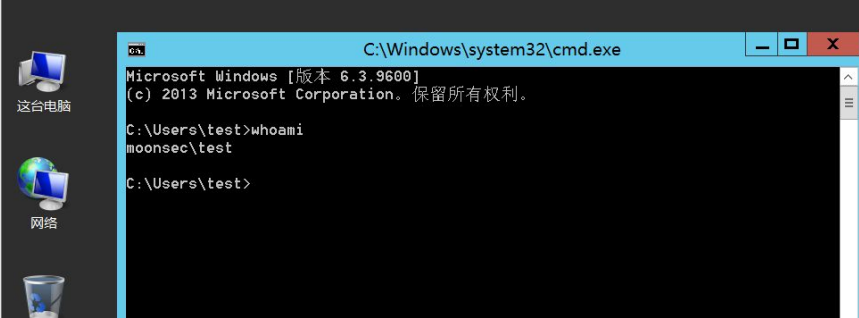 C:\Windows\system32\cmd.exe
Microsoft Windows [版本 6.3.9600]
(c) 2013 Microsoft Corporation。保留所有权利。
C:\Users\test>whoami
moonsec\test
C:\Users\test>
这台电脑
网络